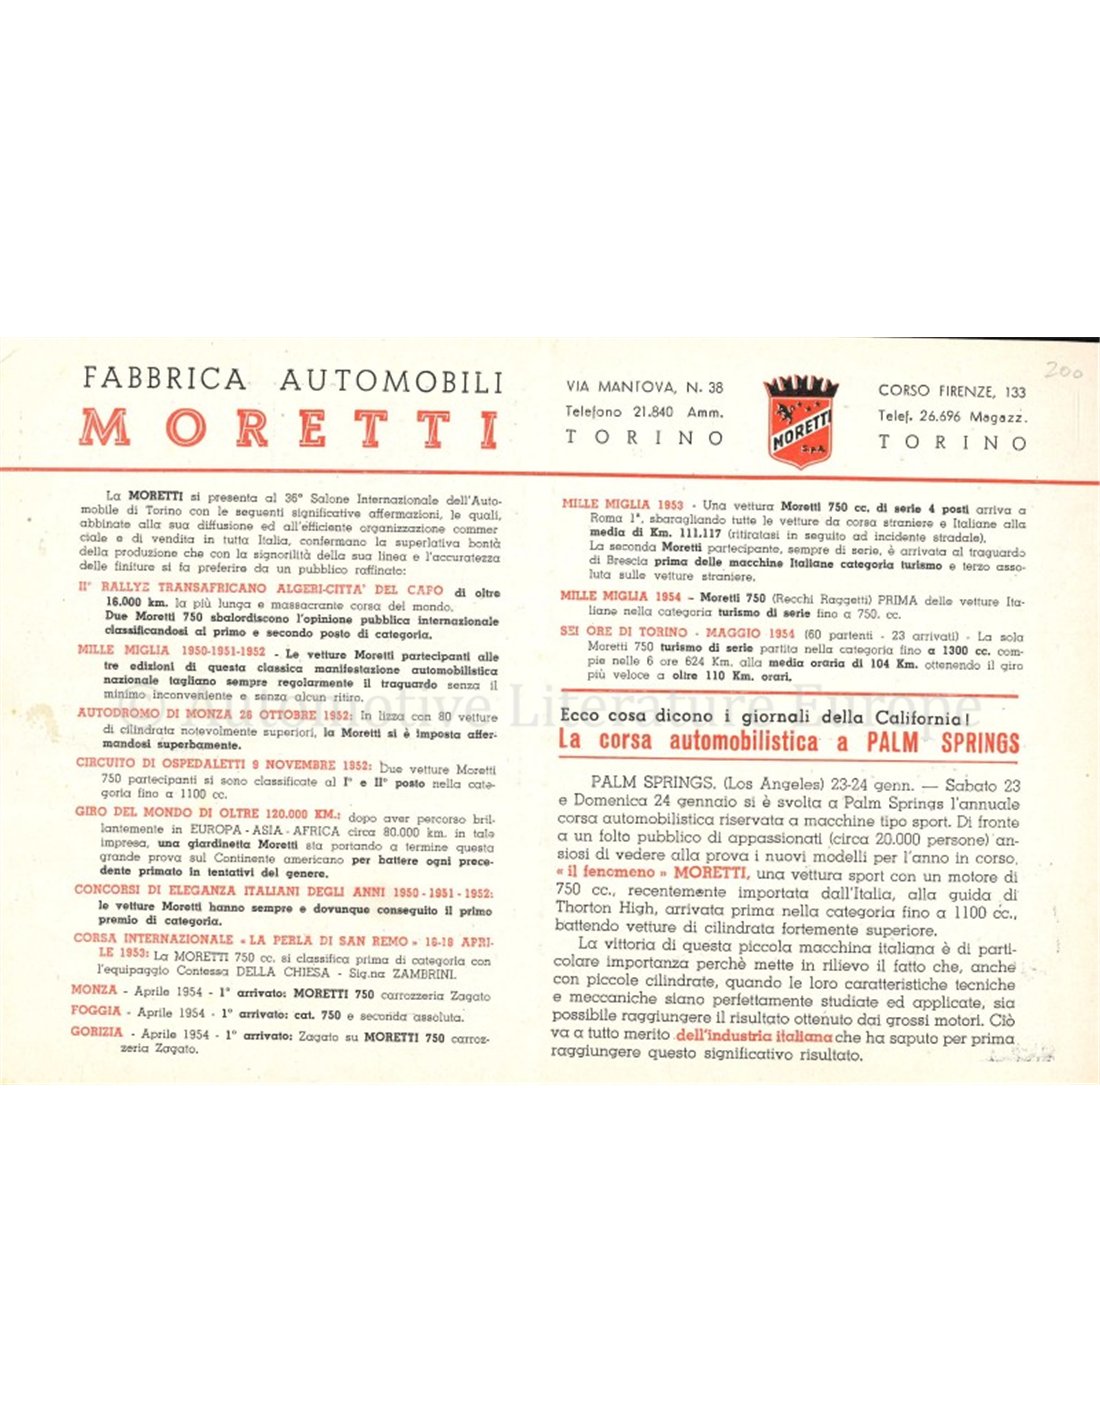 FABBRICA AUTOMOBILI
MORETTI
VIA MANTOVA, N. 38
Telefono 21.840 Amm.
TORINO
MORETTI
S.p.A.
CORSO FIRENZE, 133
Telef. 26.696 Magazz.
TORINO
200
La MORETTI si presenta al 36° Salone Internazionale dell'Auto-
mobile di Torino con le seguenti significative affermazioni, le quali,
abbinate alla sua diffusione ed all'efficiente organizzazione commer
ciale e di vendita in tutta Italia, confermano la superlativa bontà
della produzione che con la signorilità della sua linea e l'accuratezza
delle finiture si fa preferire da un pubblico raffinato:
II° RALLYE TRANSAFRICANO ALGERI-CITTA' DEL CAPO di oltre
16.000 km. la più lunga e massacrante corsa del mondo.
Due Moretti 750 sbalordiscono l'opinione pubblica internazionale
classificandosi al primo e secondo posto di categoria.
MILLE MIGLIA 1950-1951-1952 - Le vetture Moretti partecipanti alle
tre edizioni di questa classica manifestazione automobilistica
nazionale tagliano sempre regolarmente il traguardo senza il
minimo inconveniente e senza alcun ritiro.
AUTODROMO DI MONZA 26 OTTOBRE 1952: In lizza con 80 vetture
di cilindrata notevolmente superiori, la Moretti si è imposta affer-
mandosi superbamente.
CIRCUITO DI OSPEDALETTI 9 NOVEMBRE 1952: Due vetture Moretti
750 partecipanti si sono classificate al I° e II° posto nella cate-
goria fino a 1100 cc.
GIRO DEL MONDO DI OLTRE 120.000 KM.: dopo aver percorso bril-
lantemente in EUROPA - ASIA - AFRICA circa 80.000 km. in tale
impresa, una giardinetta Moretti sta portando a termine questa
grande prova sul Continente americano per battere ogni prece-
dente primato in tentativi del genere.
CONCORSI DI ELEGANZA ITALIANI DEGLI ANNI 1950 - 1951 - 1952:
le vetture Moretti hanno sempre e dovunque conseguito il primo
premio di categoria.
CORSA INTERNAZIONALE « LA PERLA DI SAN REMO » 16-18 APRI-
LE 1953: La MORETTI 750 cc. si classifica prima di categoria con
l'equipaggio Contessa DELLA CHIESA - Sig.na ZAMBRINI.
MONZA - Aprile 1954 - 1° arrivato: MORETTI 750 carrozzeria Zagato
FOGGIA - Aprile 1954 - 1° arrivato: cat. 750 e seconda assoluta.
GORIZIA - Aprile 1954 - 1° arrivato: Zagato su MORETTI 750 carroz-
zeria Zagato.
MILLE MIGLIA 1953 - Una vettura Moretti 750 cc. di serie 4 posti arriva a
Roma 1ª, sbaragliando tutte le vetture da corsa straniere e Italiane alla
media di Km. 111.117 (ritiratasi in seguito ad incidente stradale).
La seconda Moretti partecipante, sempre di serie, è arrivata al traguardo
di Brescia prima delle macchine Italiane categoria turismo e terzo asso-
luta sulle vetture straniere.
MILLE MIGLIA 1954 - Moretti 750 (Recchi Raggetti) PRIMA delle vetture Ita-
liane nella categoria turismo di serie fino a 750. cc.
SEI ORE DI TORINO - MAGGIO 1954 (60 partenti - 23 arrivati) - La sola
Moretti 750 turismo di serie partita nella categoria fino a 1300 cc. com-
pie nelle 6 ore 624 Km. alla media oraria di 104 Km. ottenendo il giro
più veloce a oltre 110 Km. orari.
© Automotive Literature Europe
Ecco cosa dicono i giornali della California!
La corsa automobilistica a PALM SPRINGS
PALM SPRINGS. (Los Angeles) 23-24 genn. — Sabato 23
e Domenica 24 gennaio si è svolta a Palm Springs l'annuale
corsa automobilistica riservata a macchine tipo sport. Di fronte
a un folto pubblico di appassionati (circa 20.000 persone) an-
siosi di vedere alla prova i nuovi modelli per l'anno in corso,
« il fenomeno » MORETTI, una vettura sport con un motore di
750 cc., recentemente importata dall'Italia, alla guida di
Thorton High, arrivata prima nella categoria fino a 1100 cc.,
battendo vetture di cilindrata fortemente superiore.
La vittoria di questa piccola macchina italiana è di parti-
colare importanza perchè mette in rilievo il fatto che, anche
con piccole cilindrate, quando le loro caratteristiche tecniche
e meccaniche siano perfettamente studiate ed applicate, sia
possibile raggiungere il risultato ottenuto dai grossi motori. Ciò
va a tutto merito dell'industria italiana che ha saputo per prima
raggiungere questo significativo risultato.